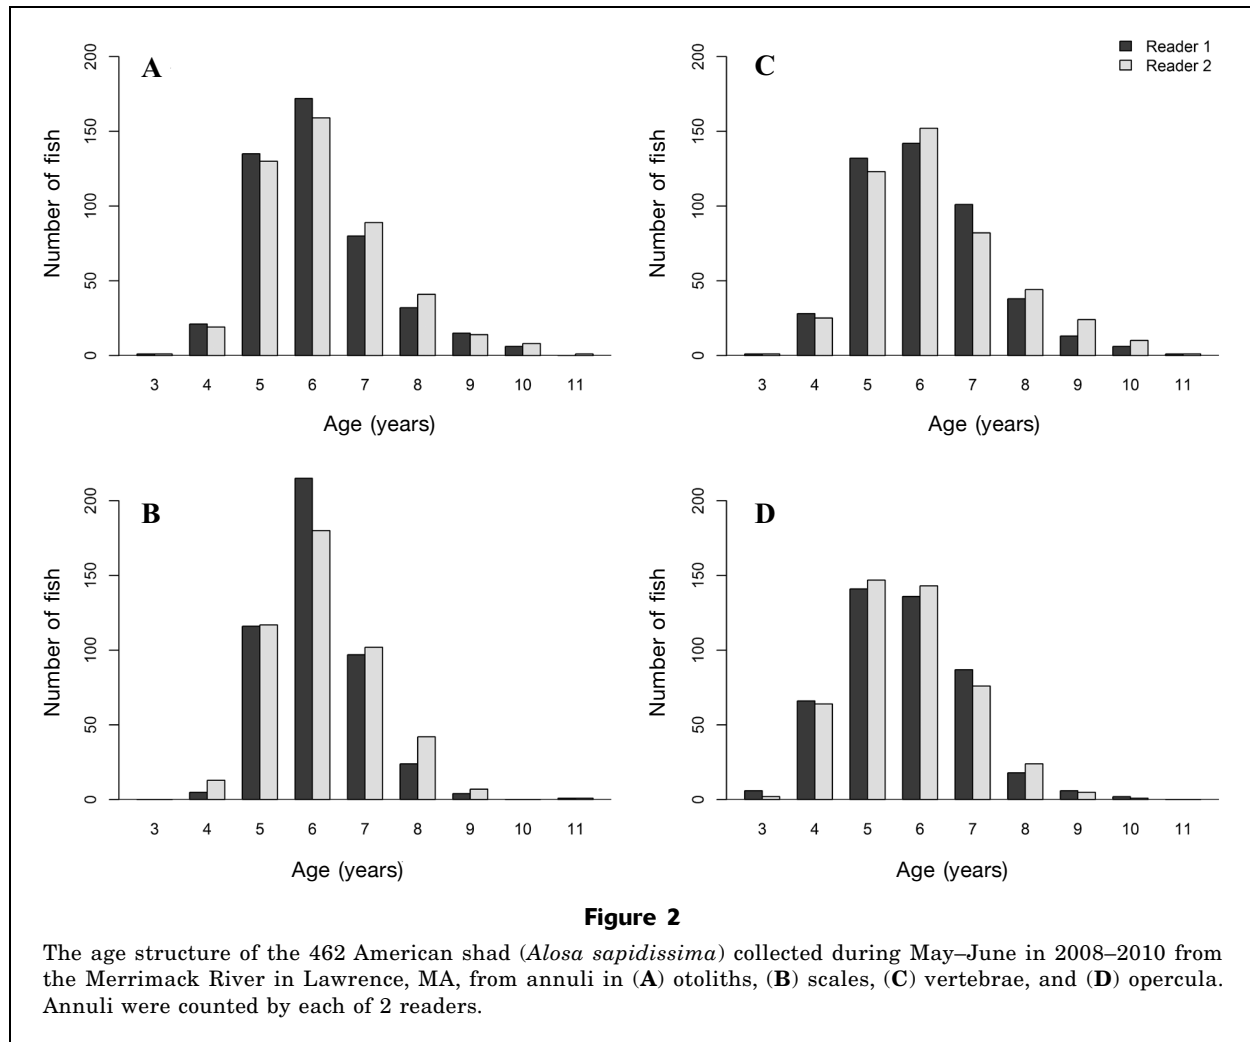 A
Number of fish
0 50 100 150 200
3 4 5 6 7 8 9 10 11
Age (years)
C
Reader 1
Reader 2
Number of fish
0 50 100 150 200
3 4 5 6 7 8 9 10 11
Age (years)
B
Number of fish
0 50 100 150 200
3 4 5 6 7 8 9 10 11
Age (years)
D
Number of fish
0 50 100 150 200
3 4 5 6 7 8 9 10 11
Age (years)
Figure 2
The age structure of the 462 American shad (Alosa sapidissima) collected during May–June in 2008–2010 from
the Merrimack River in Lawrence, MA, from annuli in (A) otoliths, (B) scales, (C) vertebrae, and (D) opercula.
Annuli were counted by each of 2 readers.